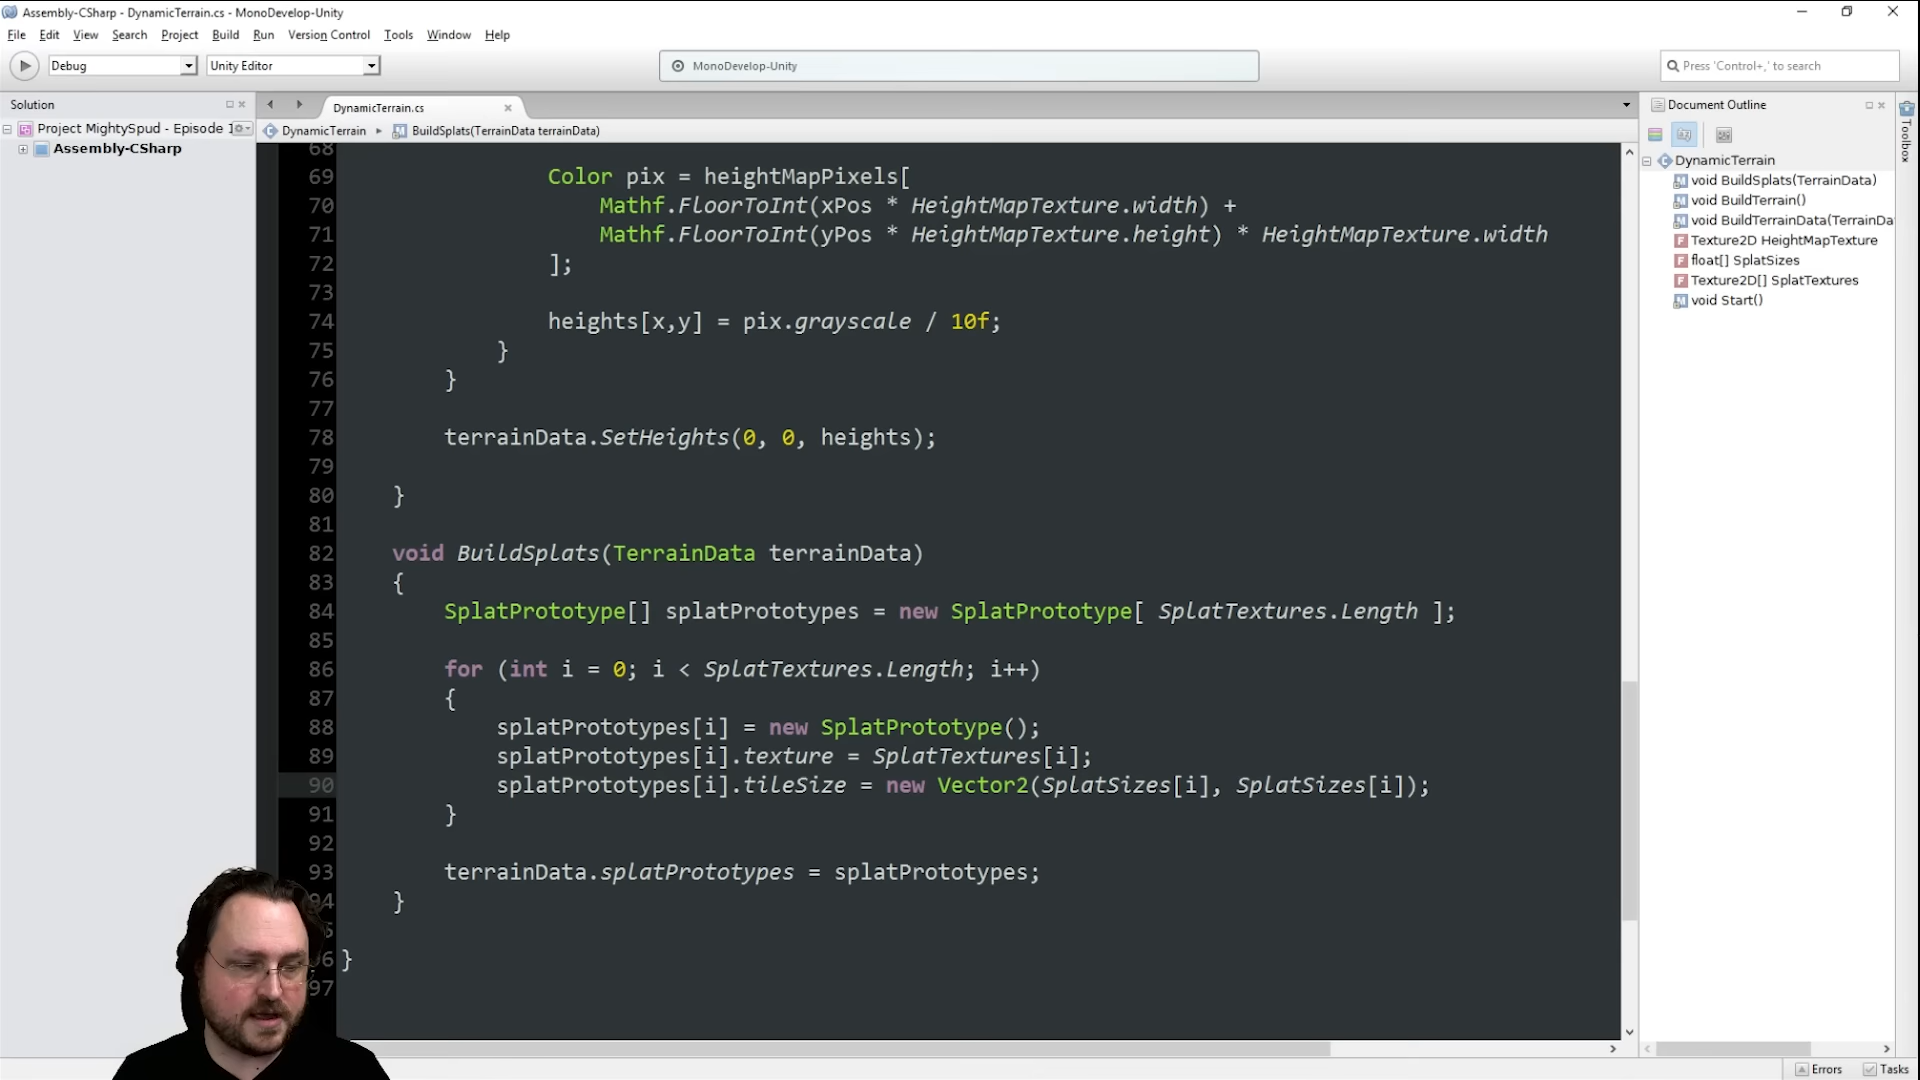 Assembly-CSharp - DynamicTerrain.cs - MonoDevelop-Unity
File Edit View Search Project Build Run Version Control Tools Window Help
Debug
Unity Editor
MonoDevelop-Unity
Press 'Control+,' to search
Solution
Project MightySpud - Episode
Assembly-CSharp
DynamicTerrain.cs
DynamicTerrain
BuildSplats(TerrainData terrainData)
68
69 Color pix = heightMapPixels[
70 Mathf.FloorToInt(xPos * HeightMapTexture.width) +
71 Mathf.FloorToInt(yPos * HeightMapTexture.height) * HeightMapTexture.width
72 ];
73
74 heights[x,y] = pix.grayscale / 10f;
75 }
76 }
77
78 terrainData.SetHeights(0, 0, heights);
79
80 }
81
82 void BuildSplats(TerrainData terrainData)
83 {
84 SplatPrototype[] splatPrototypes = new SplatPrototype[ SplatTextures.Length ];
85
86 for (int i = 0; i < SplatTextures.Length; i++)
87 {
88 splatPrototypes[i] = new SplatPrototype();
89 splatPrototypes[i].texture = SplatTextures[i];
90 splatPrototypes[i].tileSize = new Vector2(SplatSizes[i], SplatSizes[i]);
91 }
92
93 terrainData.splatPrototypes = splatPrototypes;
94 }
96 }
97
Document Outline
DynamicTerrain
void BuildSplats(TerrainData)
void BuildTerrain()
void BuildTerrainData(TerrainDa
Texture2D HeightMapTexture
float[] SplatSizes
Texture2D[] SplatTextures
void Start()
Toolbox
Errors
Tasks